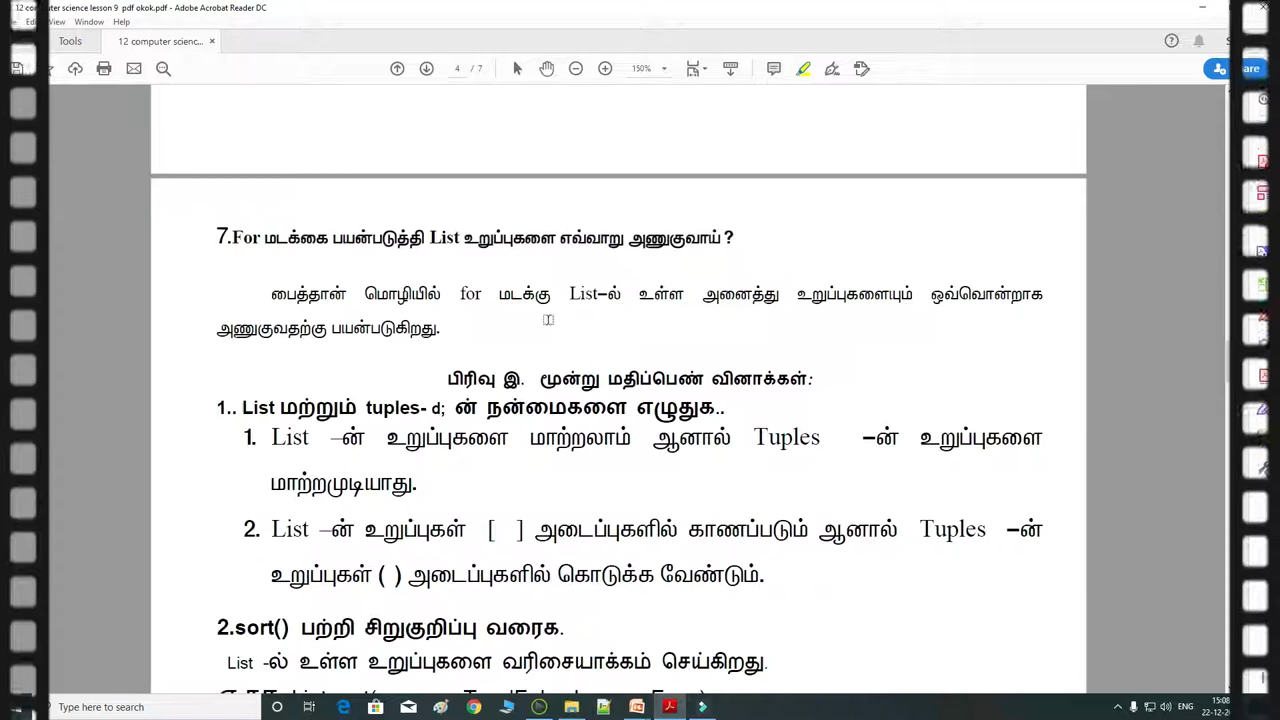 12 computer science lesson 9 pdf okok.pdf - Adobe Acrobat Reader DC
View Window Help
Tools 12 computer scienc... ×
4 / 7 150%
7.For மடக்கை பயன்படுத்தி List உறுப்புகளை எவ்வாறு அணுகுவாய் ?
பைத்தான் மொழியில் for மடக்கு List–ல் உள்ள அனைத்து உறுப்புகளையும் ஒவ்வொன்றாக
அணுகுவதற்கு பயன்படுகிறது.
பிரிவு இ. மூன்று மதிப்பெண் வினாக்கள்:
1.. List மற்றும் tuples- d; ன் நன்மைகளை எழுதுக..
1. List –ன் உறுப்புகளை மாற்றலாம் ஆனால் Tuples –ன் உறுப்புகளை
மாற்றமுடியாது.
2. List –ன் உறுப்புகள் [ ] அடைப்புகளில் காணப்படும் ஆனால் Tuples –ன்
உறுப்புகள் ( ) அடைப்புகளில் கொடுக்க வேண்டும்.
2.sort() பற்றி சிறுகுறிப்பு வரைக.
List -ல் உள்ள உறுப்புகளை வரிசையாக்கம் செய்கிறது.
Type here to search
15:08